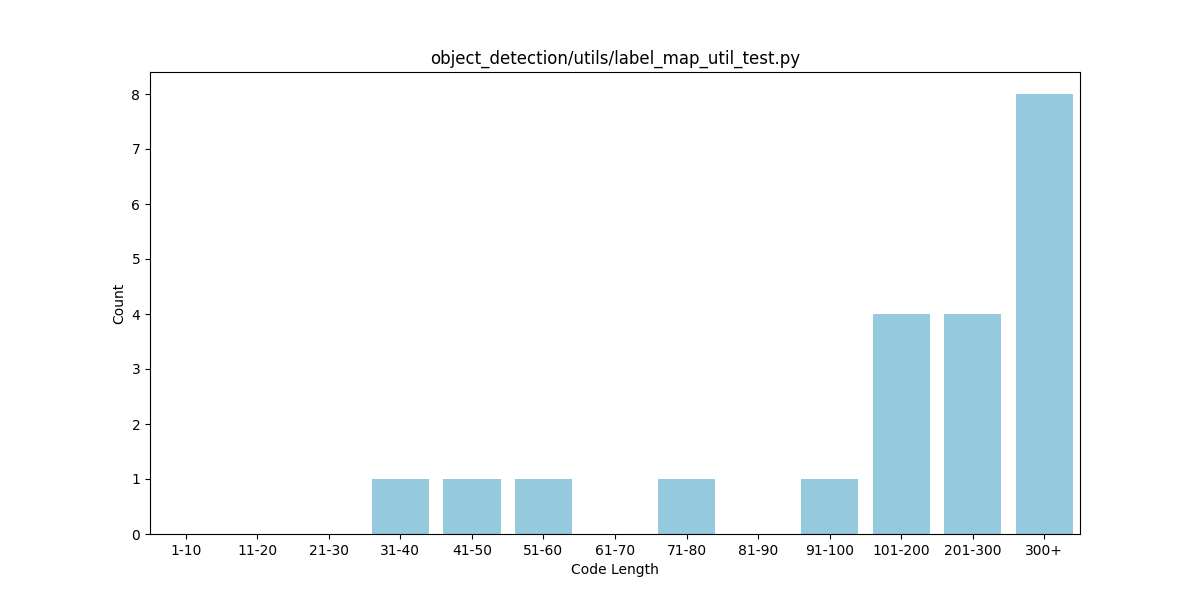 object_detection/utils/label_map_util_test.py
Count
8
7
6
5
4
3
2
1
0
1-10 11-20 21-30 31-40 41-50 51-60 61-70 71-80 81-90 91-100 101-200 201-300 300+
Code Length